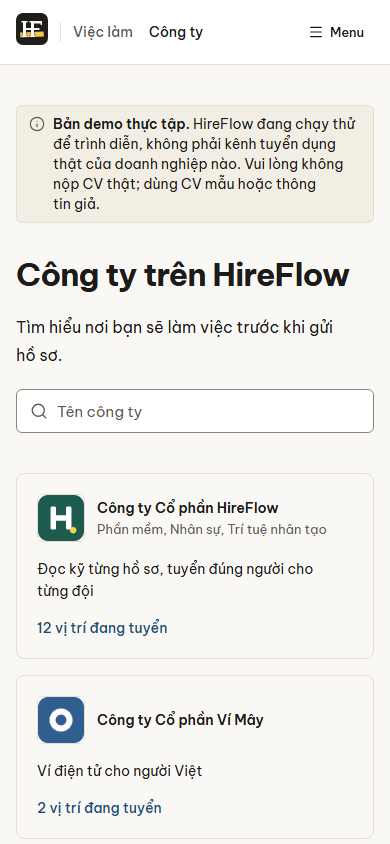 HF
Việc làm
Công ty
Menu
Bản demo thực tập. HireFlow đang chạy thử
để trình diễn, không phải kênh tuyển dụng
thật của doanh nghiệp nào. Vui lòng không
nộp CV thật; dùng CV mẫu hoặc thông
tin giả.
Công ty trên HireFlow
Tìm hiểu nơi bạn sẽ làm việc trước khi gửi
hồ sơ.
Tên công ty
H
Công ty Cổ phần HireFlow
Phần mềm, Nhân sự, Trí tuệ nhân tạo
Đọc kỹ từng hồ sơ, tuyển đúng người cho
từng đội
12 vị trí đang tuyển
Công ty Cổ phần Ví Mây
Ví điện tử cho người Việt
2 vị trí đang tuyển